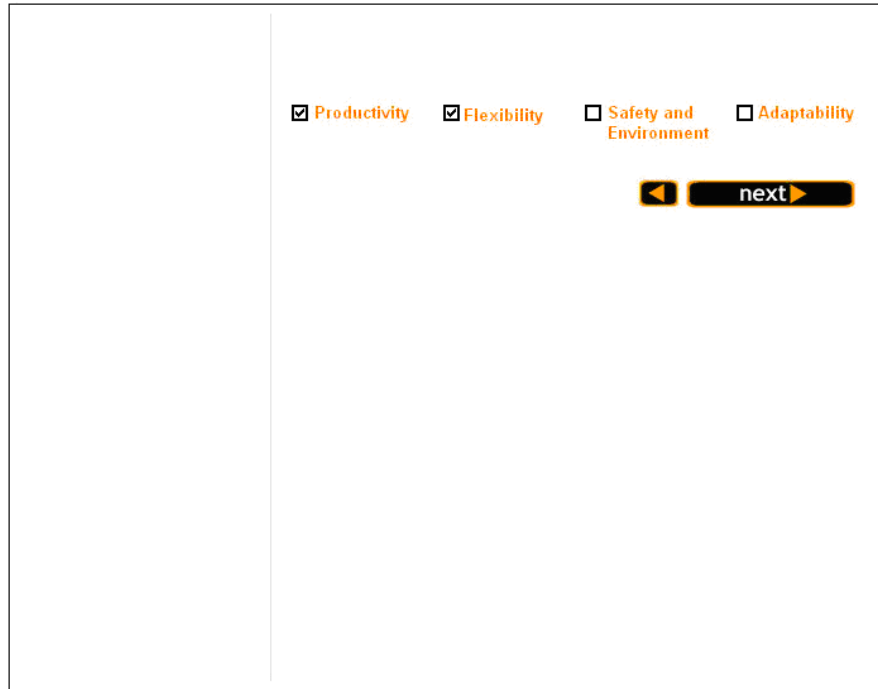 Productivity
Flexibility
Safety and
Environment
Adaptability
next